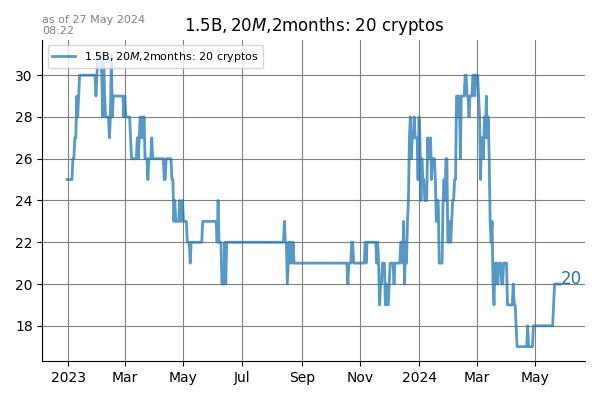 as of 27 May 2024
08:22
1.5B, 20M,2months: 20 cryptos
1.5B, 20M,2months: 20 cryptos
30
28
26
24
22
20
18
20
2023
Mar
May
Jul
Sep
Nov
2024
Mar
May